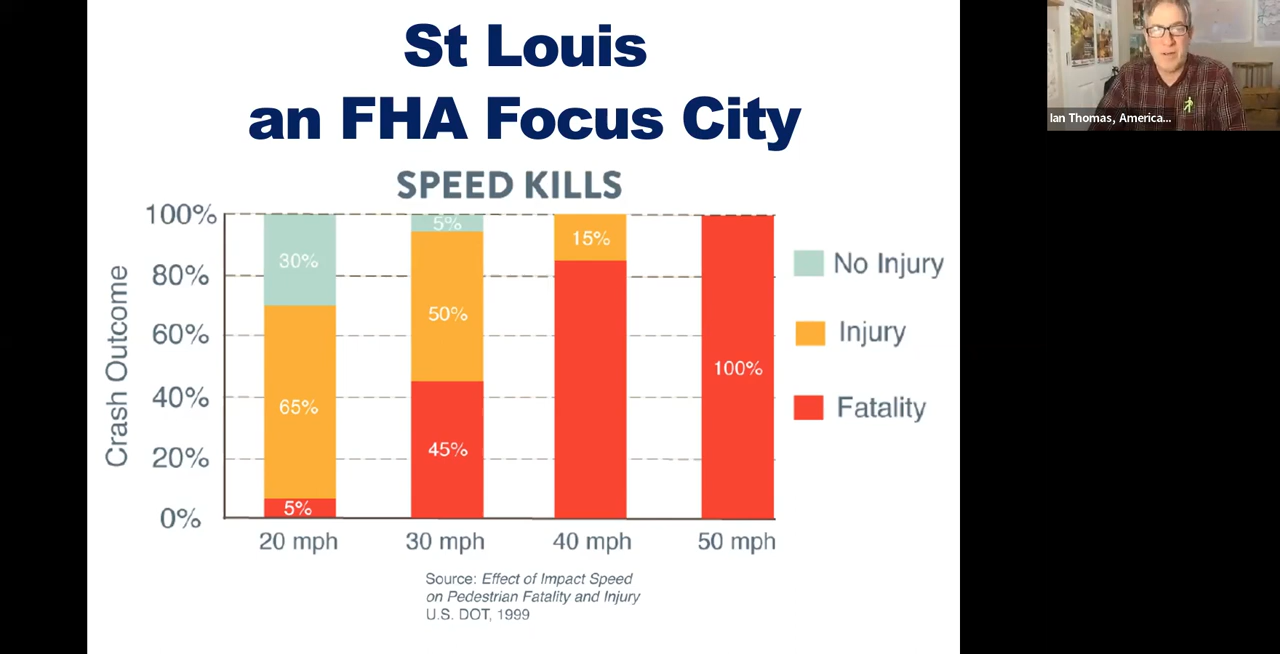 St Louis
an FHA Focus City
SPEED KILLS
Crash Outcome
100%
80%
60%
40%
20%
0%
30%
65%
5%
5%
50%
45%
15%
100%
20 mph
30 mph
40 mph
50 mph
No Injury
Injury
Fatality
Source: Effect of Impact Speed
on Pedestrian Fatality and Injury
U.S. DOT, 1999
Ian Thomas, America...